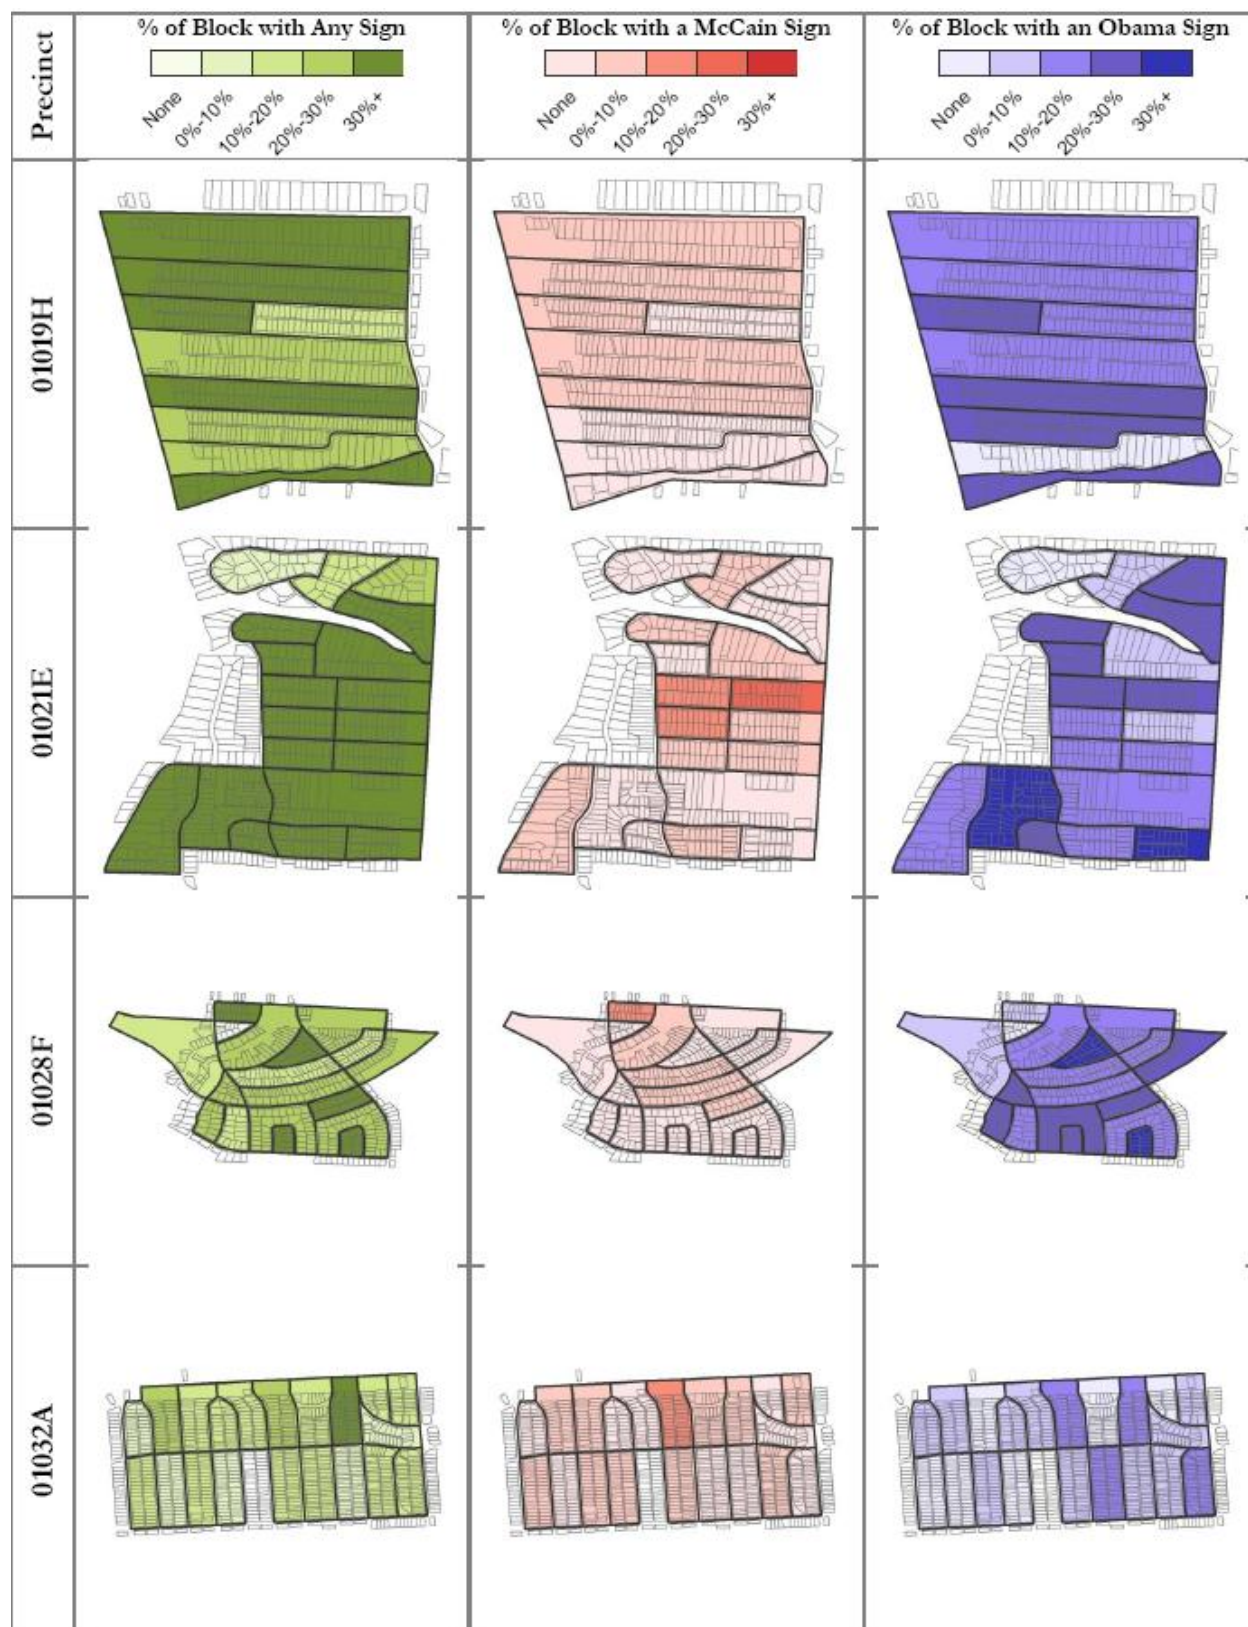 Precinct
% of Block with Any Sign
None
0%-10%
10%-20%
20%-30%
30%+
% of Block with a McCain Sign
None
0%-10%
10%-20%
20%-30%
30%+
% of Block with an Obama Sign
None
0%-10%
10%-20%
20%-30%
30%+
01019H
01021E
01028F
01032A